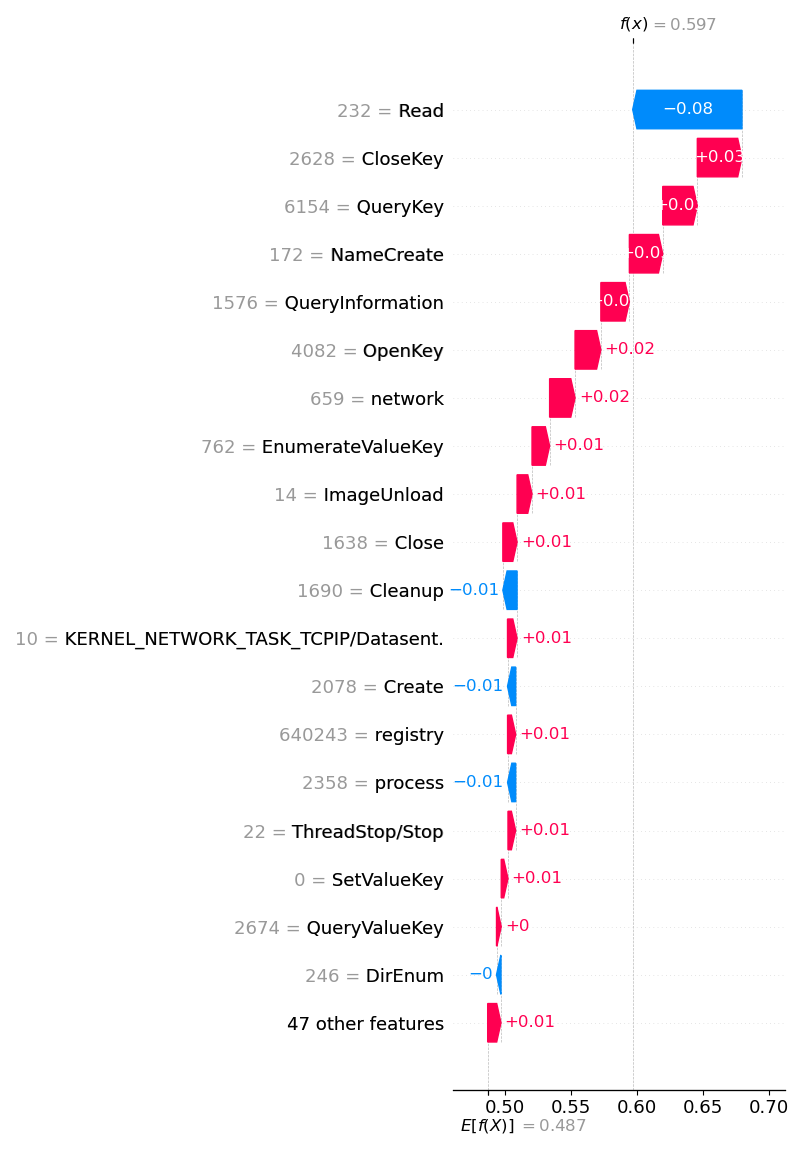 f(x) = 0.597
232 = Read −0.08
2628 = CloseKey +0.03
6154 = QueryKey
172 = NameCreate
1576 = QueryInformation
4082 = OpenKey +0.02
659 = network +0.02
762 = EnumerateValueKey +0.01
14 = ImageUnload +0.01
1638 = Close +0.01
1690 = Cleanup −0.01
10 = KERNEL_NETWORK_TASK_TCPIP/Datasent. +0.01
2078 = Create −0.01
640243 = registry +0.01
2358 = process −0.01
22 = ThreadStop/Stop +0.01
0 = SetValueKey +0.01
2674 = QueryValueKey +0
246 = DirEnum −0
47 other features +0.01
0.50 0.55 0.60 0.65 0.70
E[f(X)] = 0.487